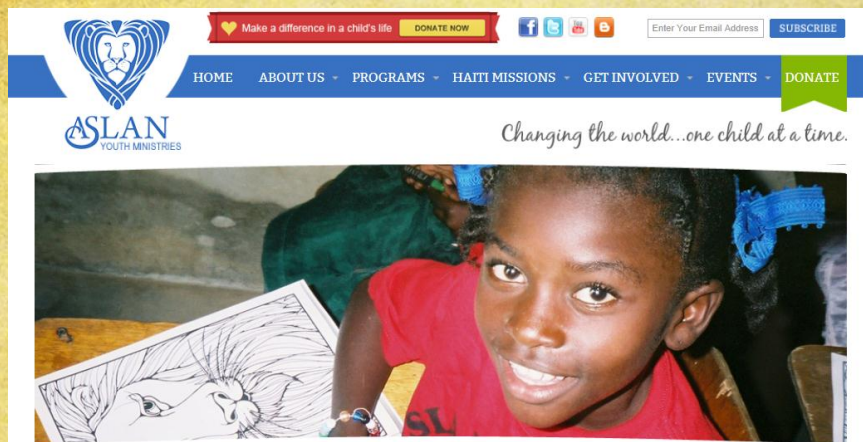 Make a difference in a child's life DONATE NOW
Enter Your Email Address SUBSCRIBE
HOME ABOUT US PROGRAMS HAITI MISSIONS GET INVOLVED EVENTS DONATE
ASLAN
YOUTH MINISTRIES
Changing the world...one child at a time.
SL